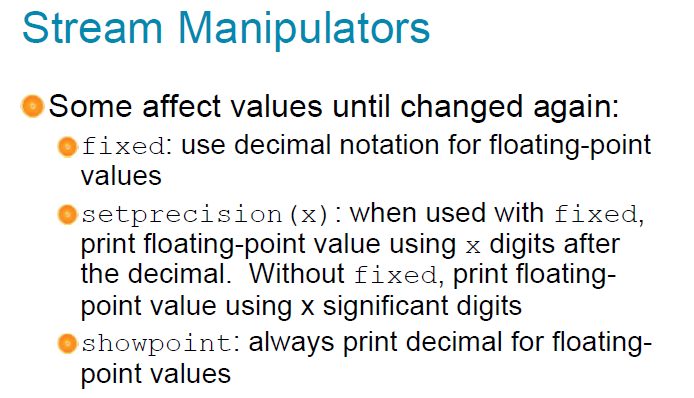 Stream Manipulators
Some affect values until changed again:
fixed: use decimal notation for floating-point
values
setprecision(x): when used with fixed,
print floating-point value using x digits after
the decimal. Without fixed, print floating-
point value using x significant digits
showpoint: always print decimal for floating-
point values